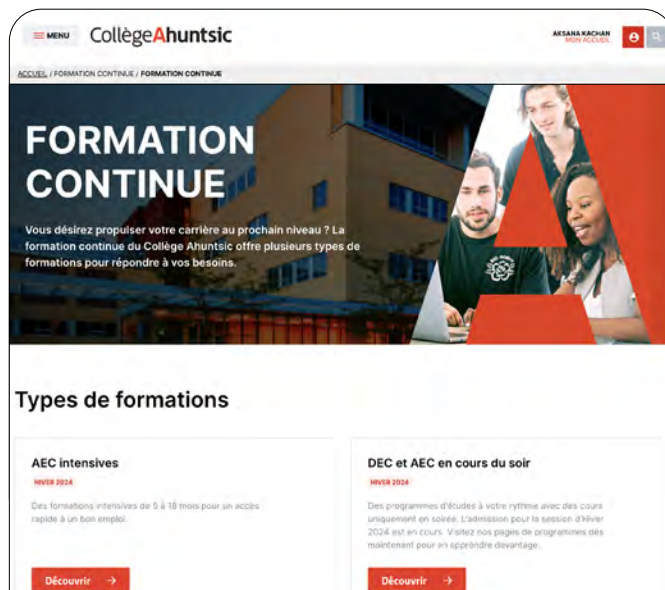 MENU CollègeAhuntsic AKSANA KACHAN
MON ACCUEIL
ACCUEIL / FORMATION CONTINUE / FORMATION CONTINUE
FORMATION
CONTINUE
Vous désirez propulser votre carrière au prochain niveau ? La
formation continue du Collège Ahuntsic offre plusieurs types de
formations pour répondre à vos besoins.
Types de formations
AEC intensives
HIVER 2024
Des formations intensives de 5 à 18 mois pour un accès
rapide à un bon emploi.
Découvrir →
DEC et AEC en cours du soir
HIVER 2024
Des programmes d'études à votre rythme avec des cours
uniquement en soirée. L'admission pour la session d'Hiver
2024 est en cours. Visitez nos pages de programmes dès
maintenant pour en apprendre davantage.
Découvrir →